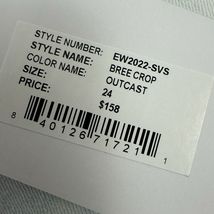 STYLE NUMBER: EW2022-SVS
STYLE NAME: BREE CROP
COLOR NAME: OUTCAST
SIZE: 24
PRICE: $158
8 40126 71721 1